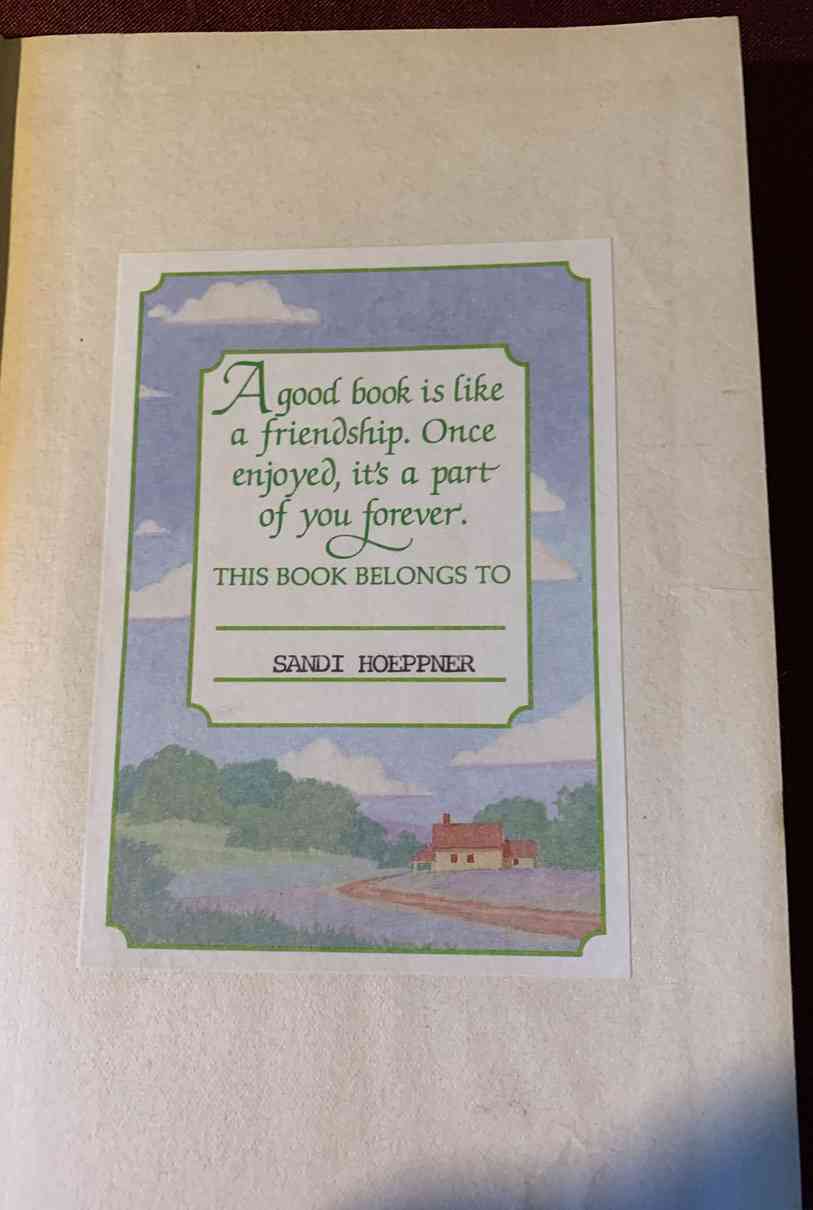 A good book is like
a friendship. Once
enjoyed, it's a part
of you forever.
THIS BOOK BELONGS TO
SANDI HOEPPNER